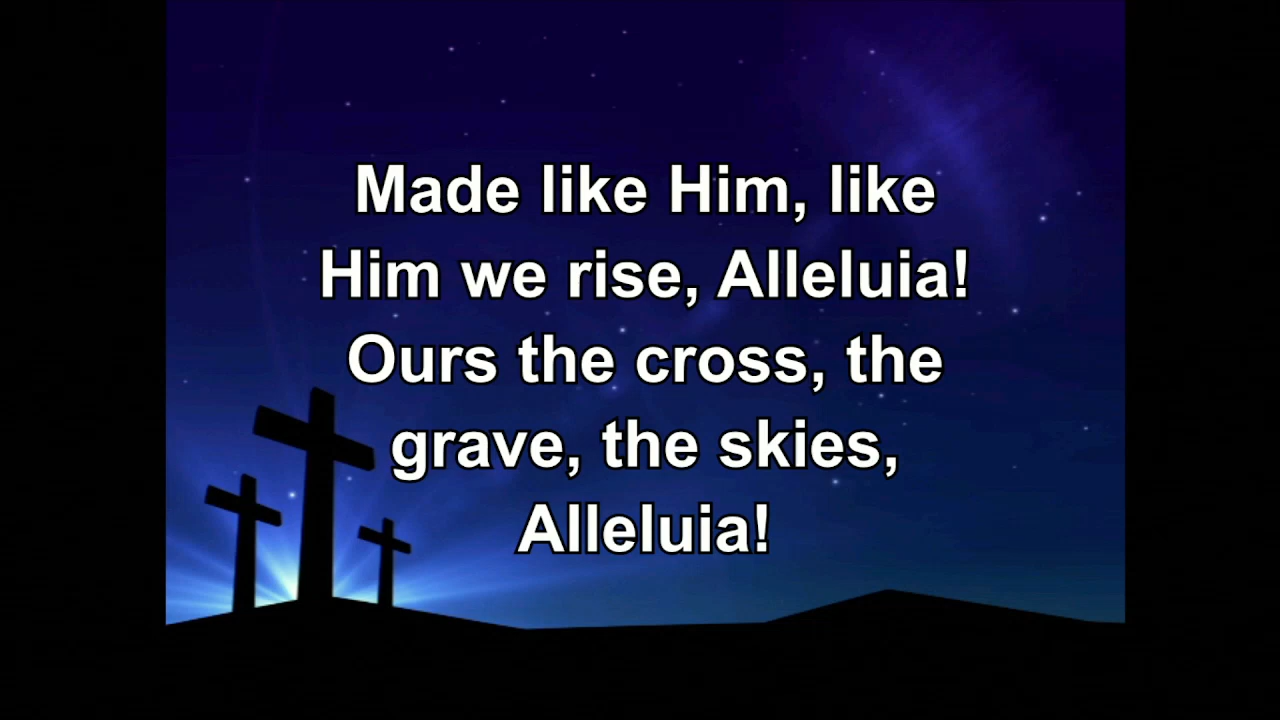 Made like Him, like
Him we rise, Alleluia!
Ours the cross, the
grave, the skies,
Alleluia!